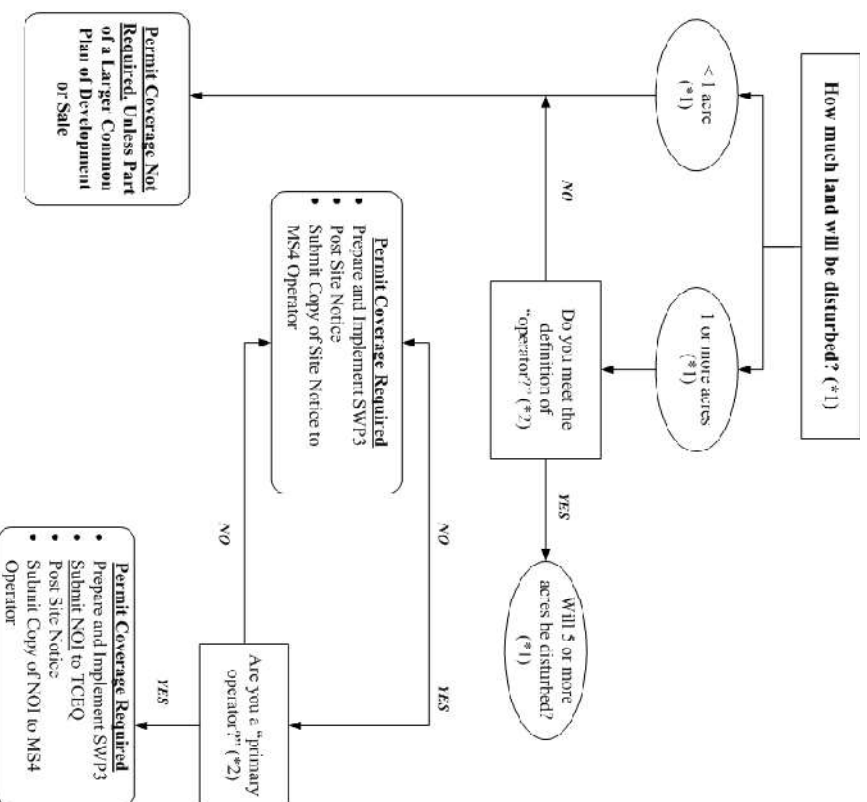 How much land will be disturbed? (*1)
< 1 acre
(*1)
1 or more acres
(*1)
Do you meet the
definition of
“operator?” (*2)
NO
YES
Permit Coverage Not
Required, Unless Part
of a Larger Common
Plan of Development
or Sale
Will 5 or more
acres be disturbed?
(*1)
NO
YES
Permit Coverage Required
• Prepare and Implement SWP3
• Post Site Notice
• Submit Copy of Site Notice to
MS4 Operator
Are you a “primary
operator?” (*2)
NO
YES
Permit Coverage Required
• Prepare and Implement SWP3
• Submit NOI to TCEQ
• Post Site Notice
• Submit Copy of NOI to MS4
Operator